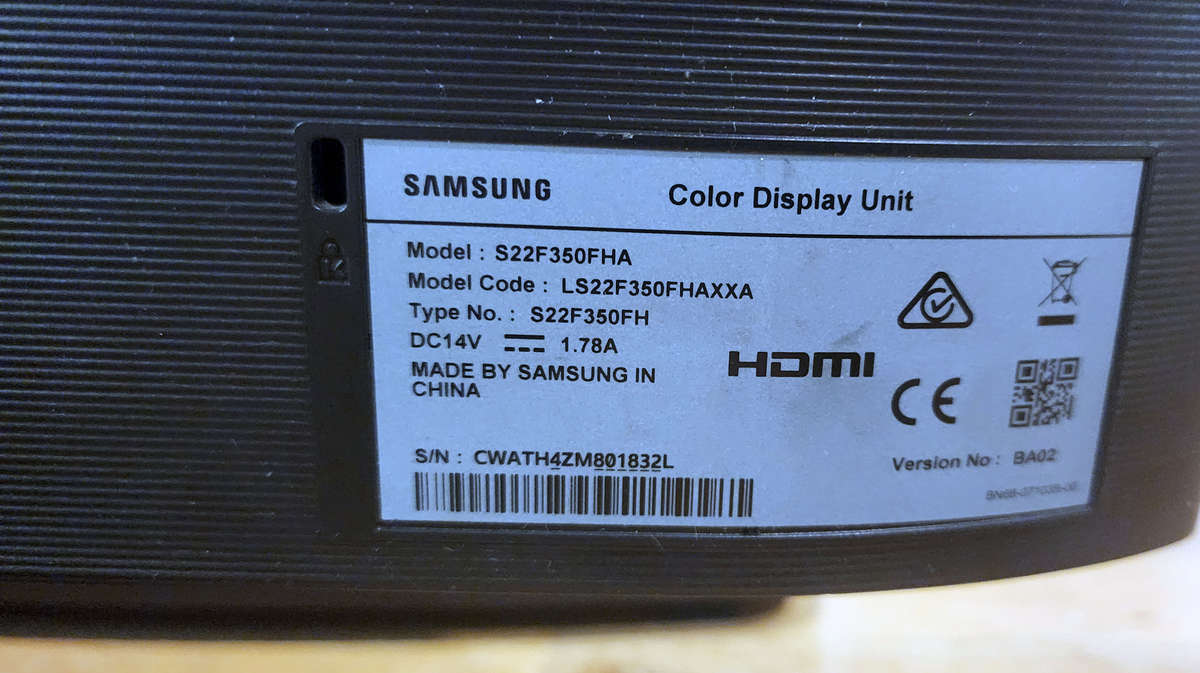 SAMSUNG
Color Display Unit
Model : S22F350FHA
Model Code : LS22F350FHAXXA
Type No. : S22F350FH
DC14V 1.78A
MADE BY SAMSUNG IN
CHINA
HDMI
CE
S/N : CWATH4ZM801832L
Version No : BA02